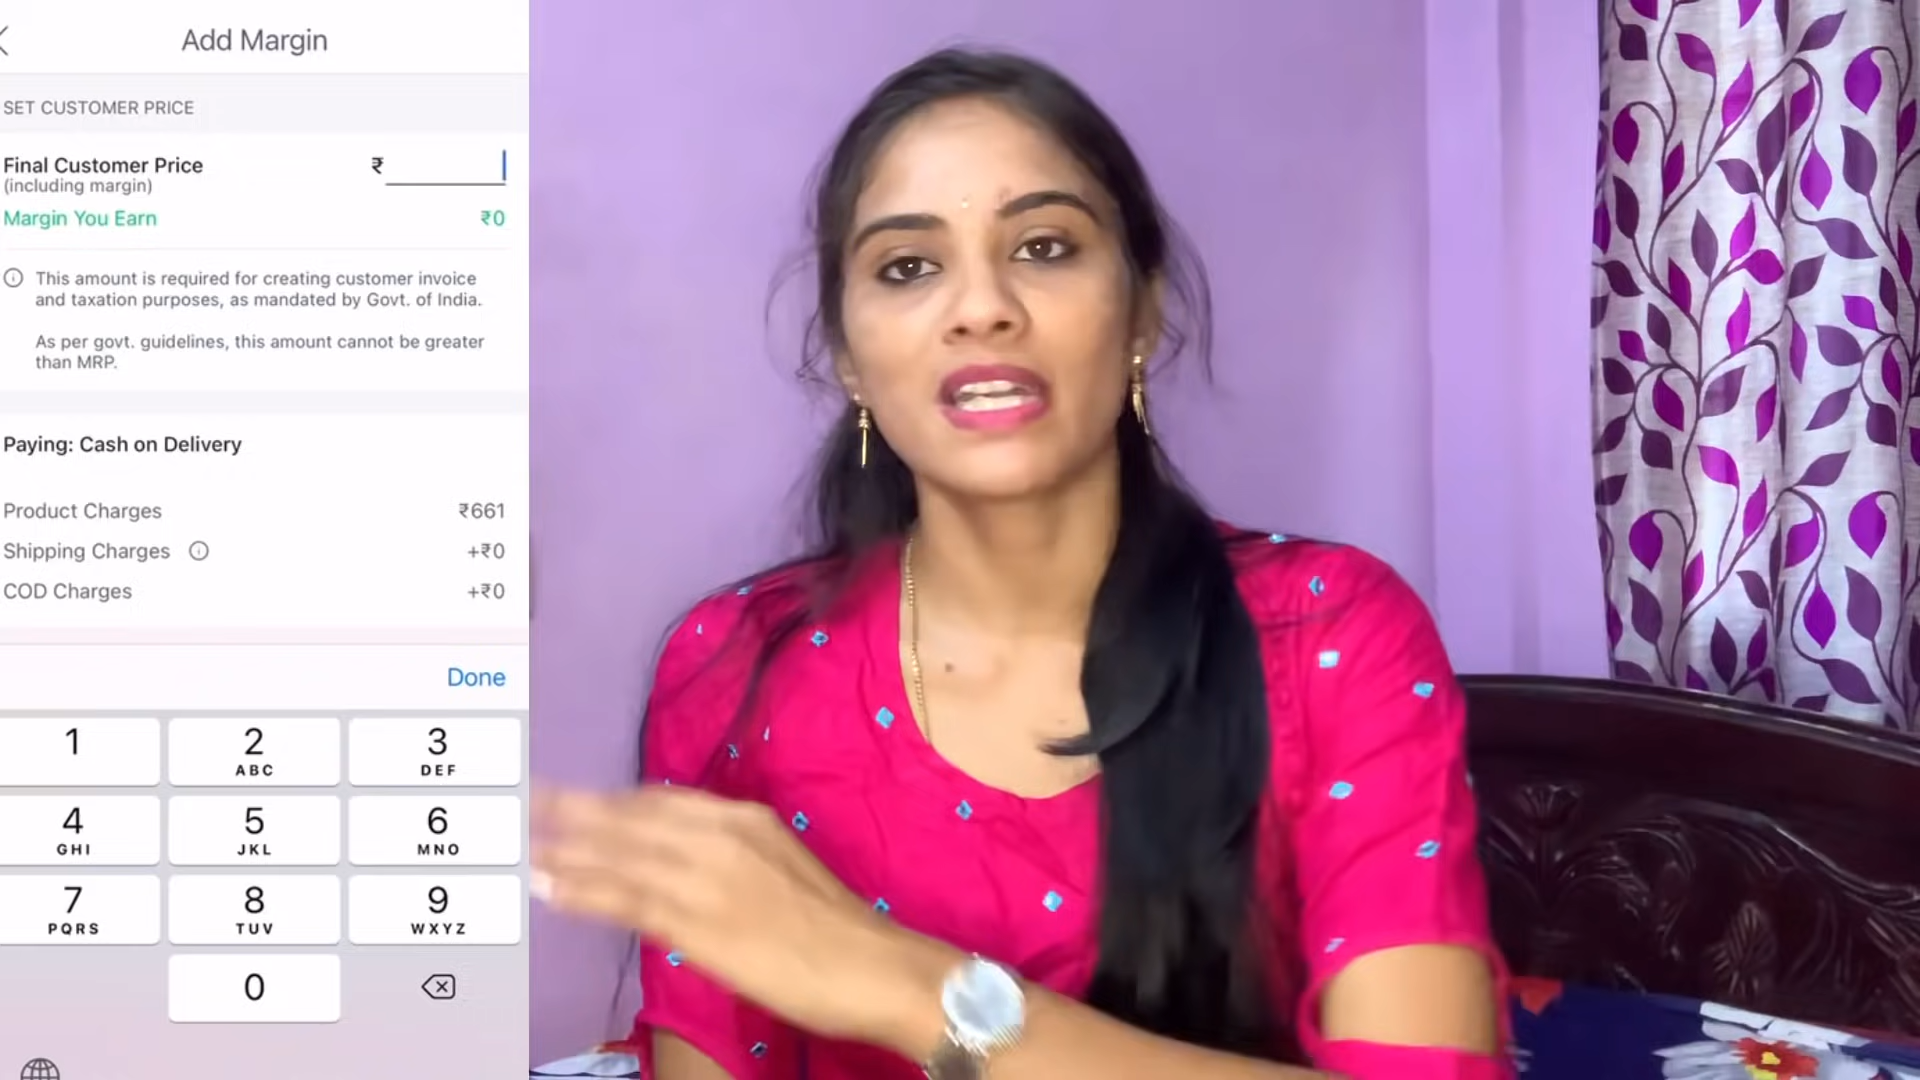 Add Margin
SET CUSTOMER PRICE
Final Customer Price ₹
(including margin)
Margin You Earn ₹0
This amount is required for creating customer invoice
and taxation purposes, as mandated by Govt. of India.
As per govt. guidelines, this amount cannot be greater
than MRP.
Paying: Cash on Delivery
Product Charges ₹661
Shipping Charges +₹0
COD Charges +₹0
Done
1 2 3
ABC DEF
4 5 6
GHI JKL MNO
7 8 9
PQRS TUV WXYZ
0